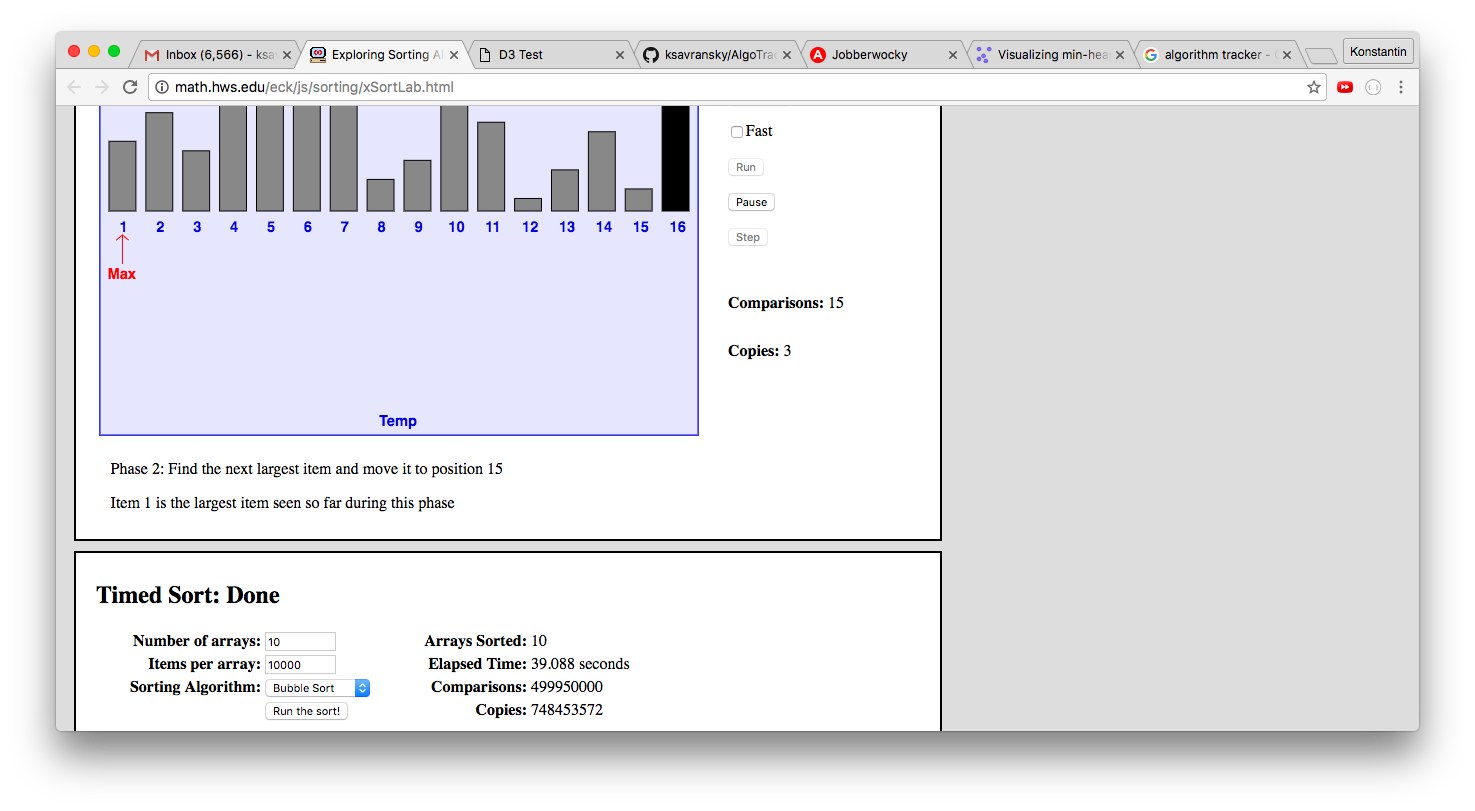 Inbox (6,566) - ksa
Exploring Sorting Al
D3 Test
ksavransky/AlgoTrac
Jobberwocky
Visualizing min-hea
algorithm tracker -
Konstantin
math.hws.edu/eck/js/sorting/xSortLab.html
Fast
Run
Pause
Step
1 2 3 4 5 6 7 8 9 10 11 12 13 14 15 16
Max
Comparisons: 15
Copies: 3
Temp
Phase 2: Find the next largest item and move it to position 15
Item 1 is the largest item seen so far during this phase
Timed Sort: Done
Number of arrays: 10 Arrays Sorted: 10
Items per array: 10000 Elapsed Time: 39.088 seconds
Sorting Algorithm: Bubble Sort Comparisons: 499950000
Run the sort! Copies: 748453572